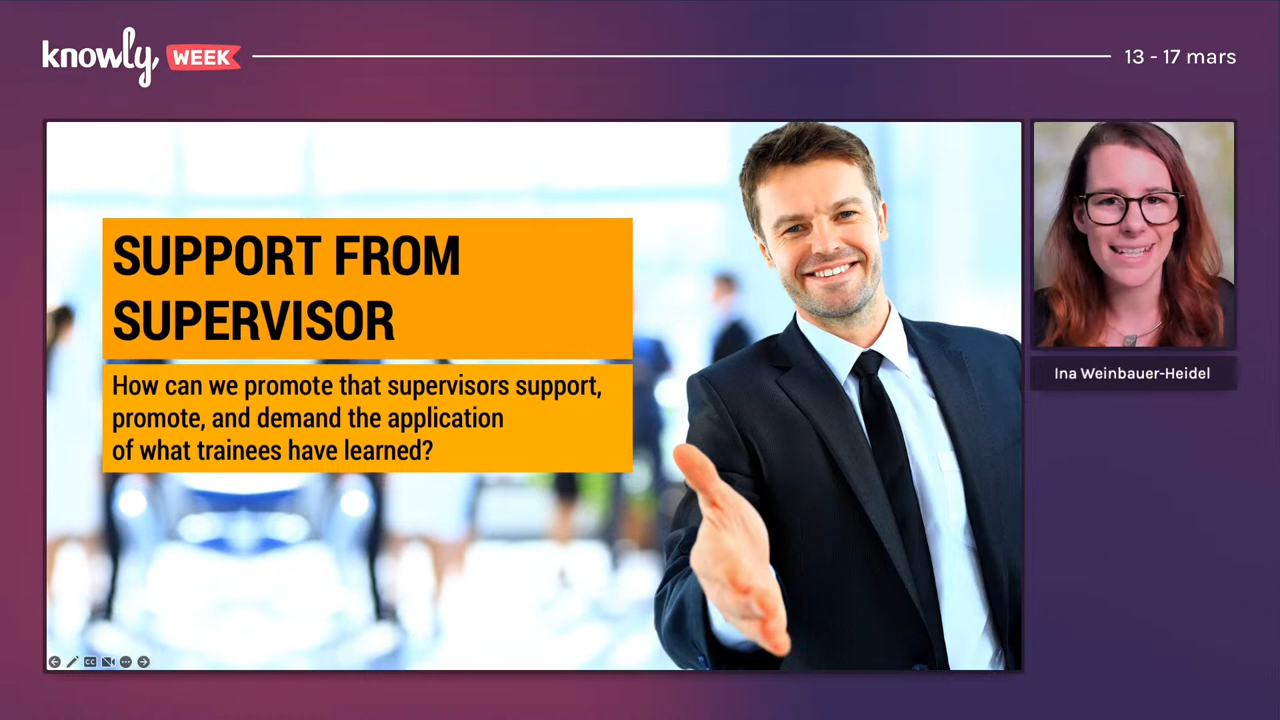 knowly WEEK
13 - 17 mars
SUPPORT FROM
SUPERVISOR
How can we promote that supervisors support,
promote, and demand the application
of what trainees have learned?
Ina Weinbauer-Heidel
CC